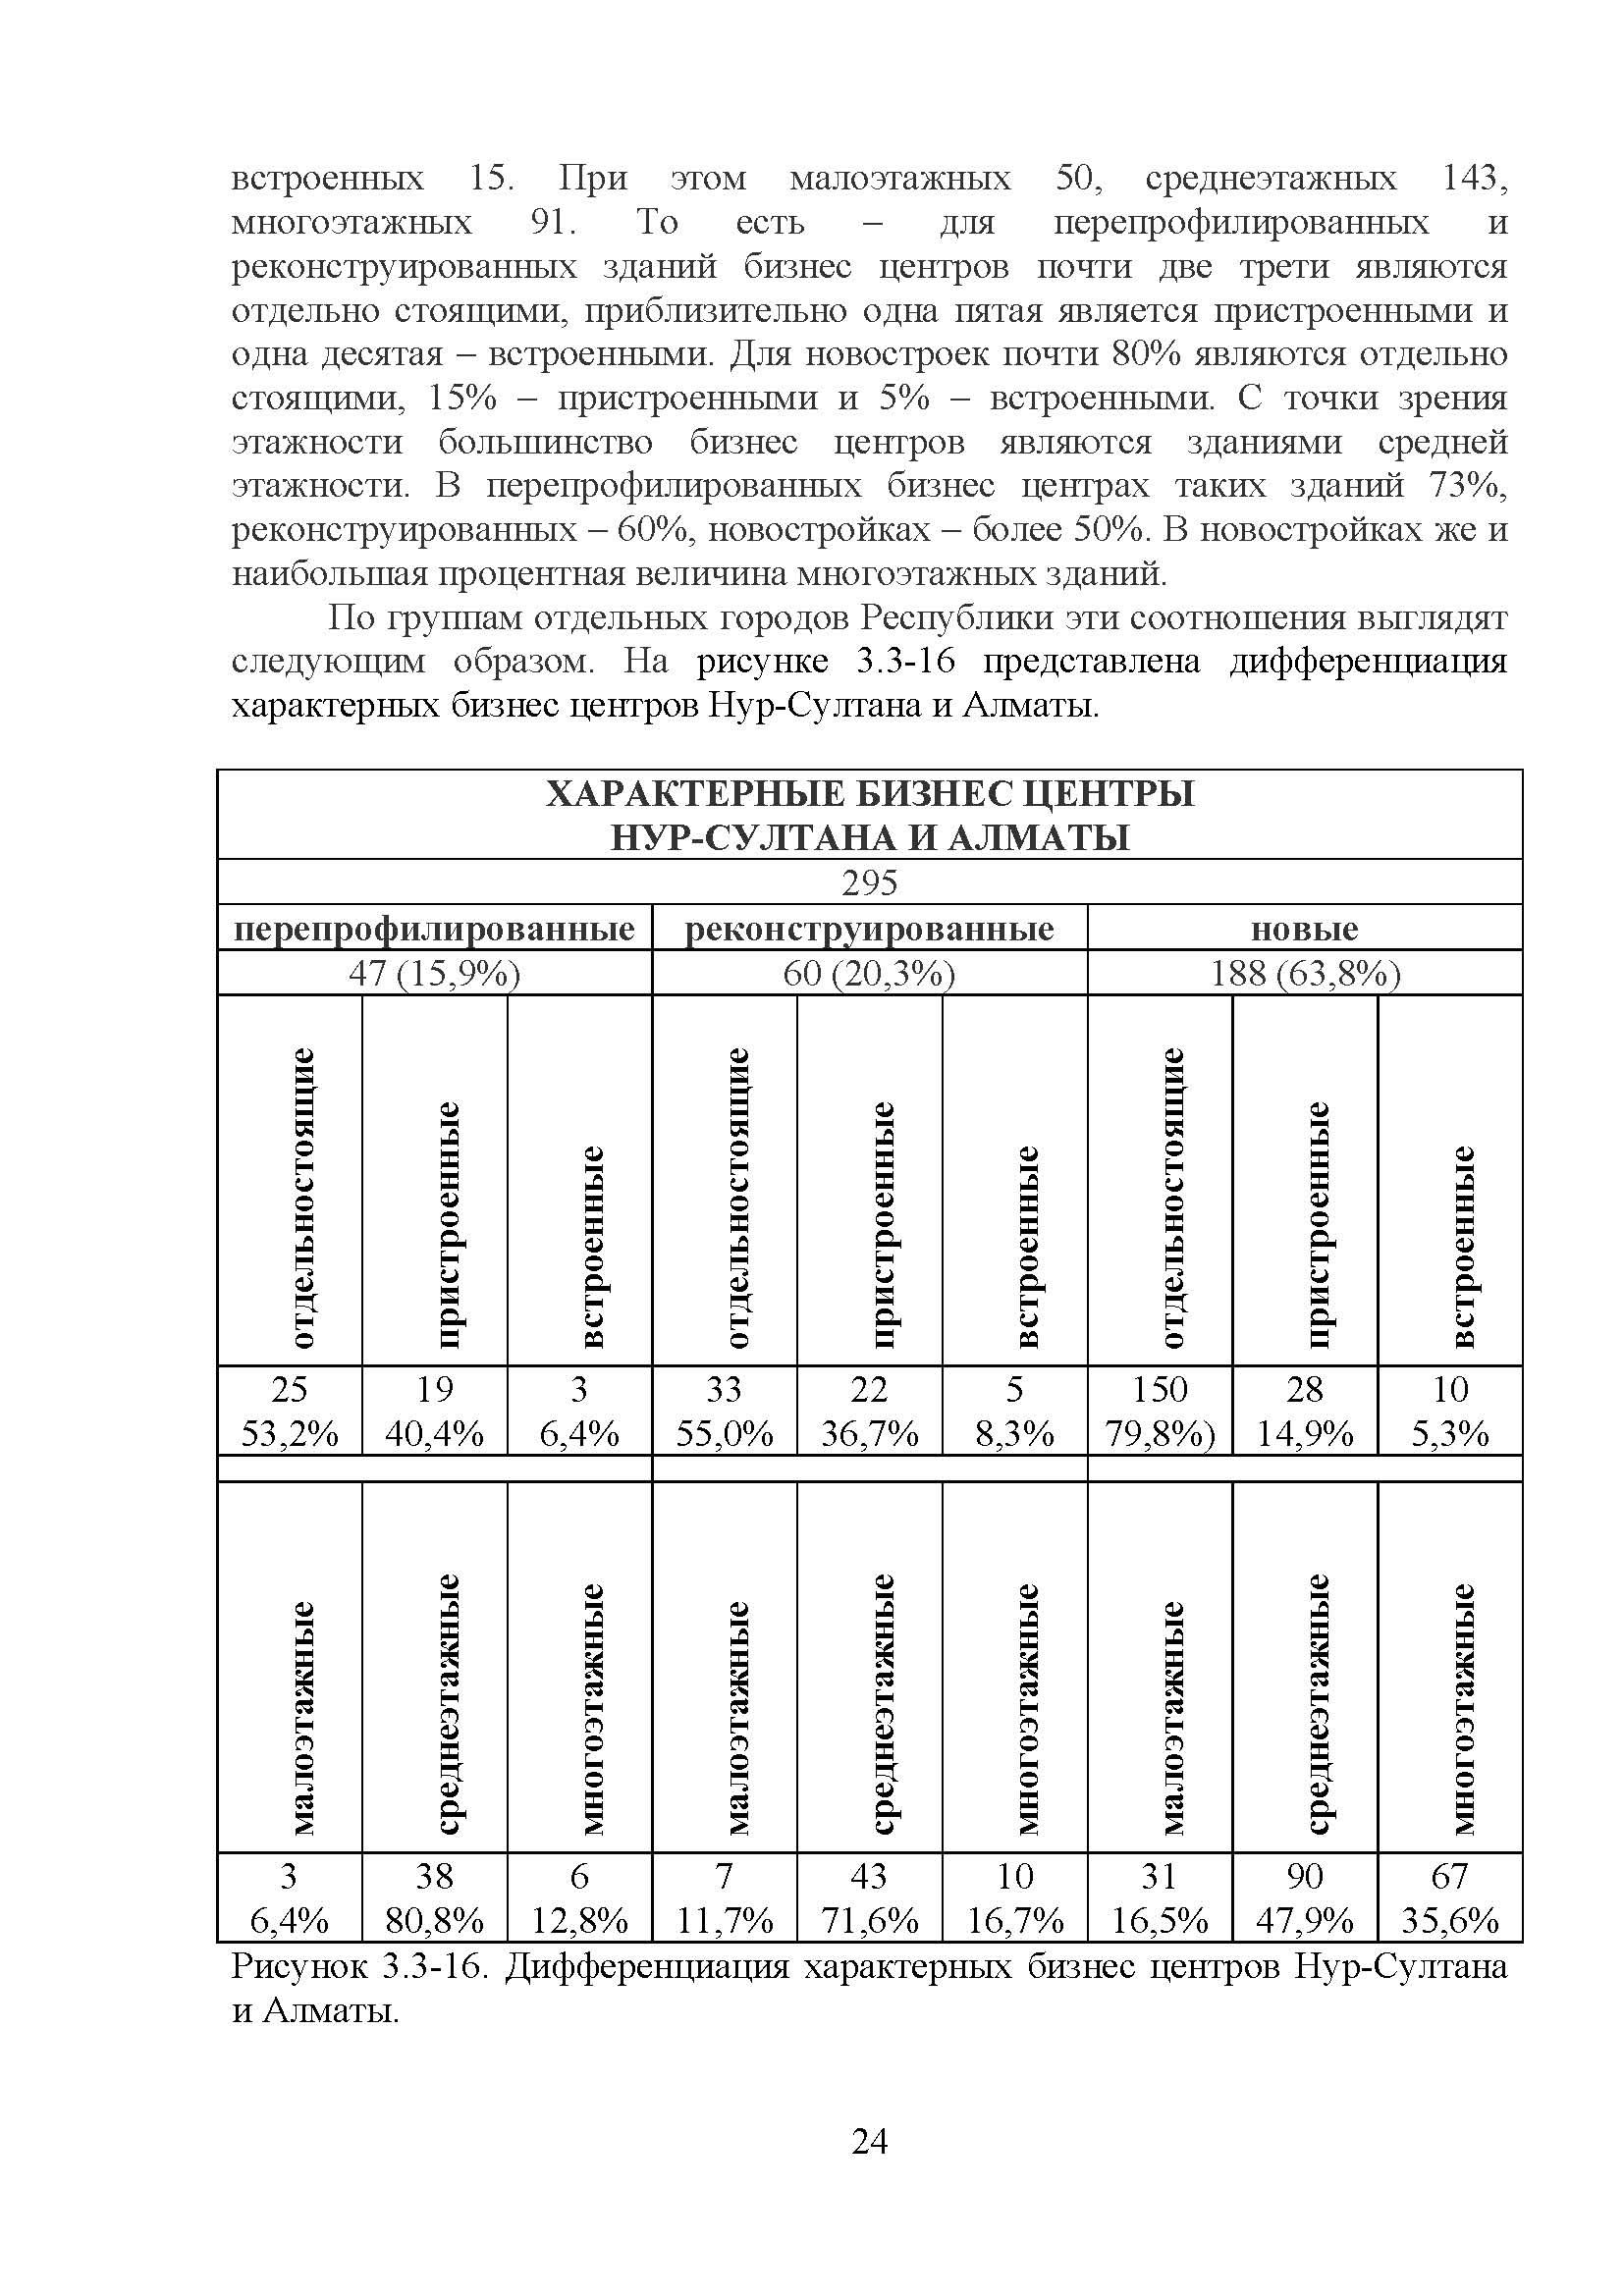 встроенных 15. При этом малоэтажных 50, среднеэтажных 143,
многоэтажных 91. То есть – для перепрофилированных и
реконструированных зданий бизнес центров почти две трети являются
отдельно стоящими, приблизительно одна пятая является пристроенными и
одна десятая – встроенными. Для новостроек почти 80% являются отдельно
стоящими, 15% – пристроенными и 5% – встроенными. С точки зрения
этажности большинство бизнес центров являются зданиями средней
этажности. В перепрофилированных бизнес центрах таких зданий 73%,
реконструированных – 60%, новостройках – более 50%. В новостройках же и
наибольшая процентная величина многоэтажных зданий.
По группам отдельных городов Республики эти соотношения выглядят
следующим образом. На рисунке 3.3-16 представлена дифференциация
характерных бизнес центров Нур-Султана и Алматы.
ХАРАКТЕРНЫЕ БИЗНЕС ЦЕНТРЫ
НУР-СУЛТАНА И АЛМАТЫ
295
перепрофилированные реконструированные новые
47 (15,9%) 60 (20,3%) 188 (63,8%)
отдельностоящие пристроенные встроенные отдельностоящие пристроенные встроенные отдельностоящие пристроенные встроенные
25 19 3 33 22 5 150 28 10
53,2% 40,4% 6,4% 55,0% 36,7% 8,3% 79,8%) 14,9% 5,3%
малоэтажные среднеэтажные многоэтажные малоэтажные среднеэтажные многоэтажные малоэтажные среднеэтажные многоэтажные
3 38 6 7 43 10 31 90 67
6,4% 80,8% 12,8% 11,7% 71,6% 16,7% 16,5% 47,9% 35,6%
Рисунок 3.3-16. Дифференциация характерных бизнес центров Нур-Султана
и Алматы.
24